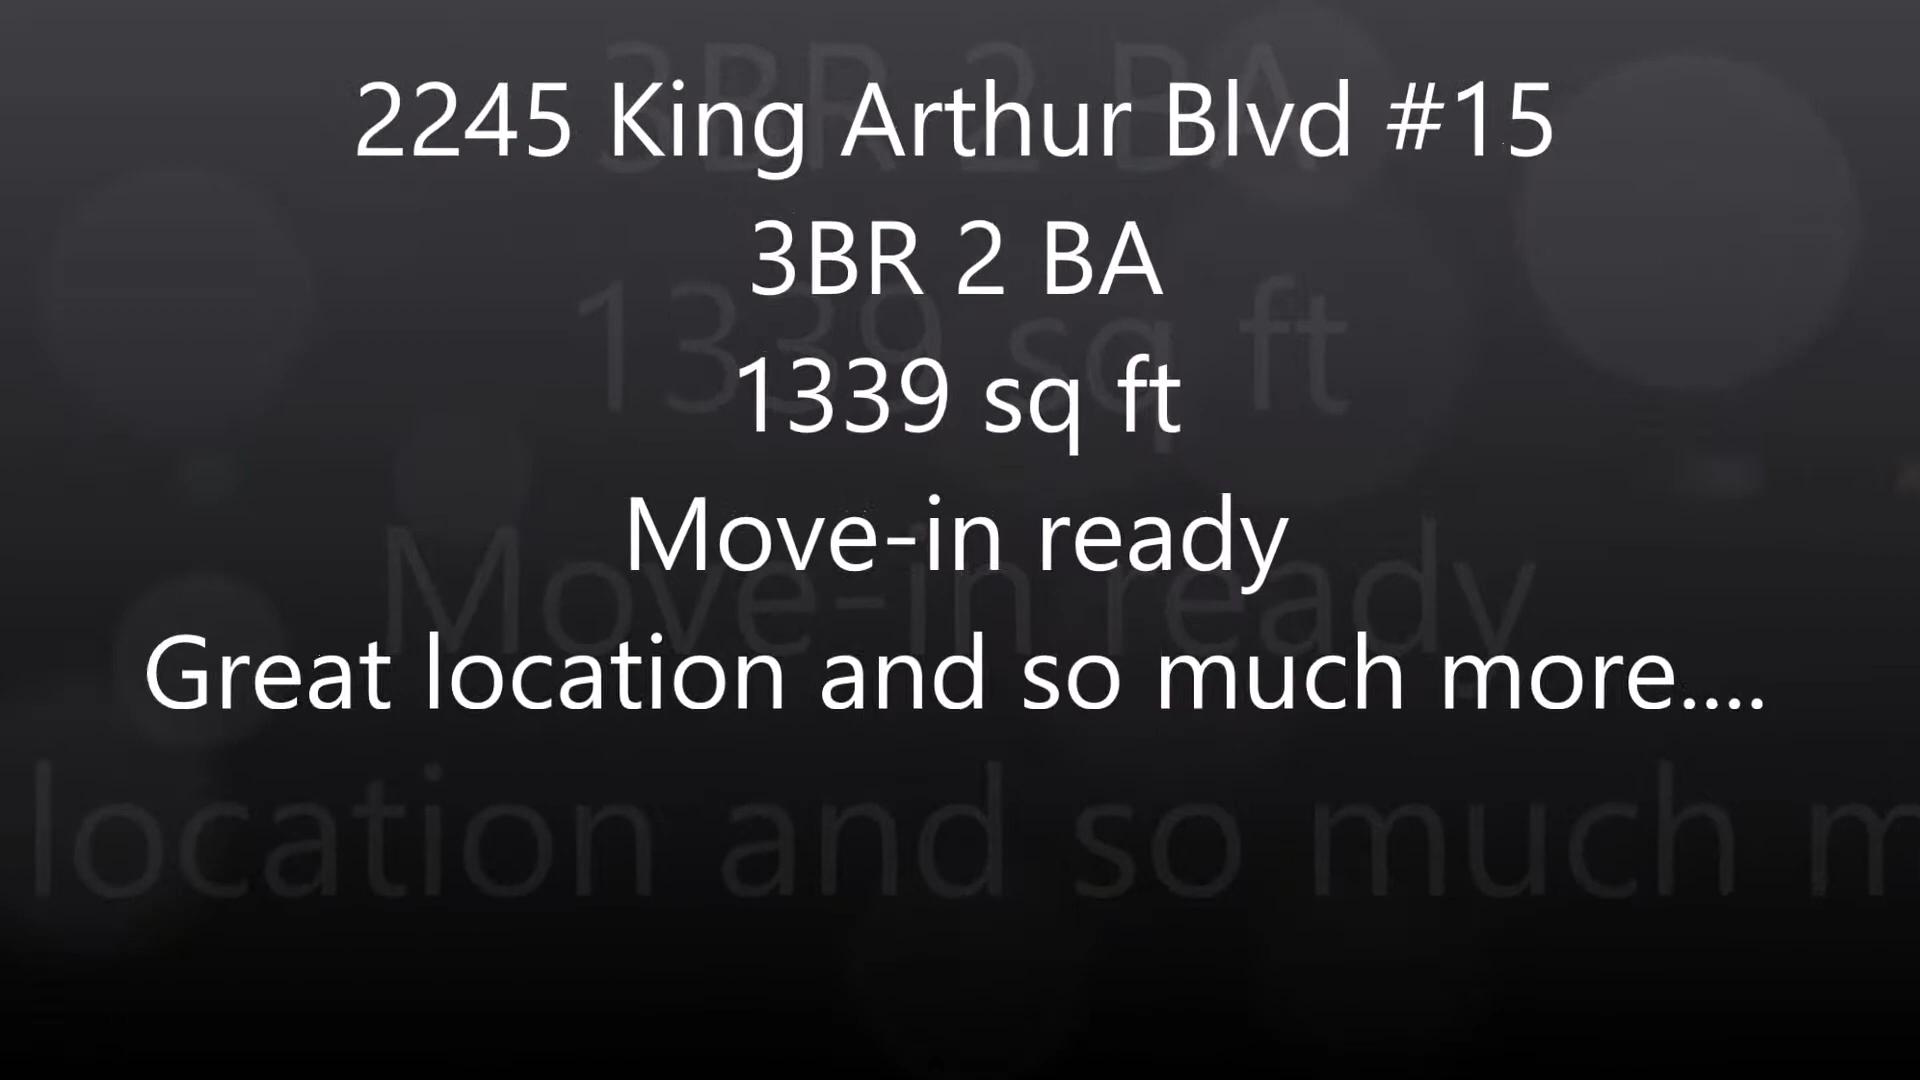 2245 King Arthur Blvd #15
3BR 2 BA
1339 sq ft
Move-in ready
Great location and so much more....